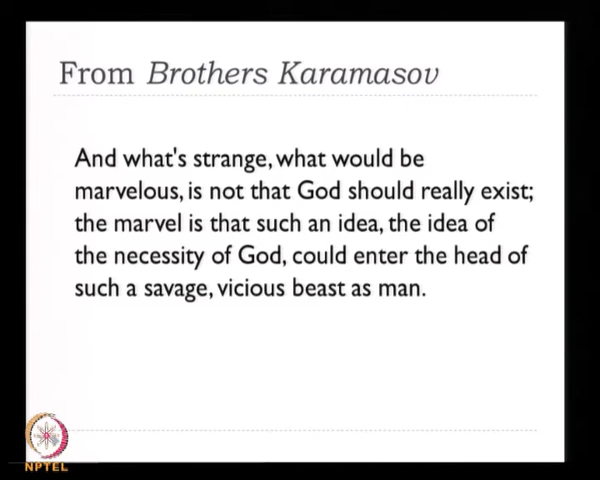 From Brothers Karamasov
And what's strange, what would be
marvelous, is not that God should really exist;
the marvel is that such an idea, the idea of
the necessity of God, could enter the head of
such a savage, vicious beast as man.
NPTEL